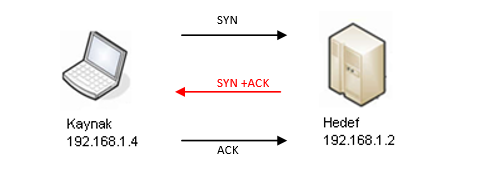 SYN
SYN +ACK
Kaynak
192.168.1.4
Hedef
192.168.1.2
ACK